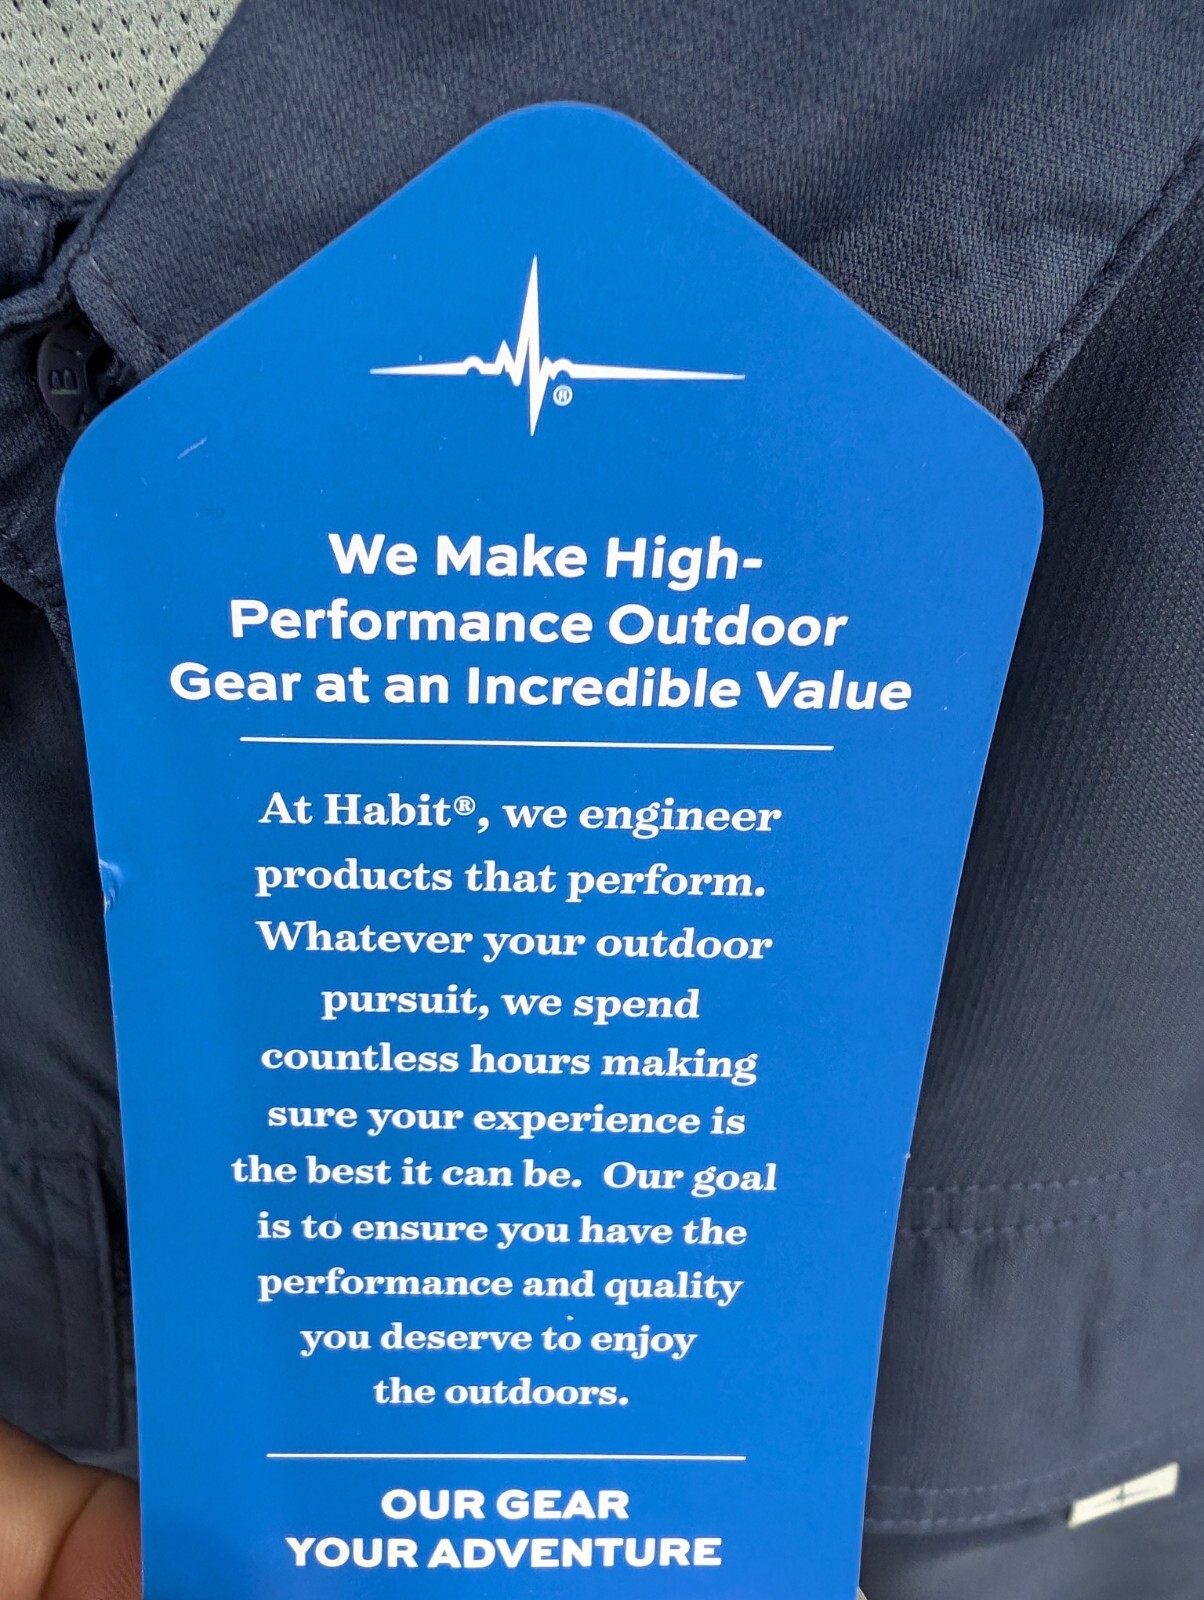 ®
We Make High-
Performance Outdoor
Gear at an Incredible Value
At Habit®, we engineer
products that perform.
Whatever your outdoor
pursuit, we spend
countless hours making
sure your experience is
the best it can be. Our goal
is to ensure you have the
performance and quality
you deserve to enjoy
the outdoors.
OUR GEAR
YOUR ADVENTURE